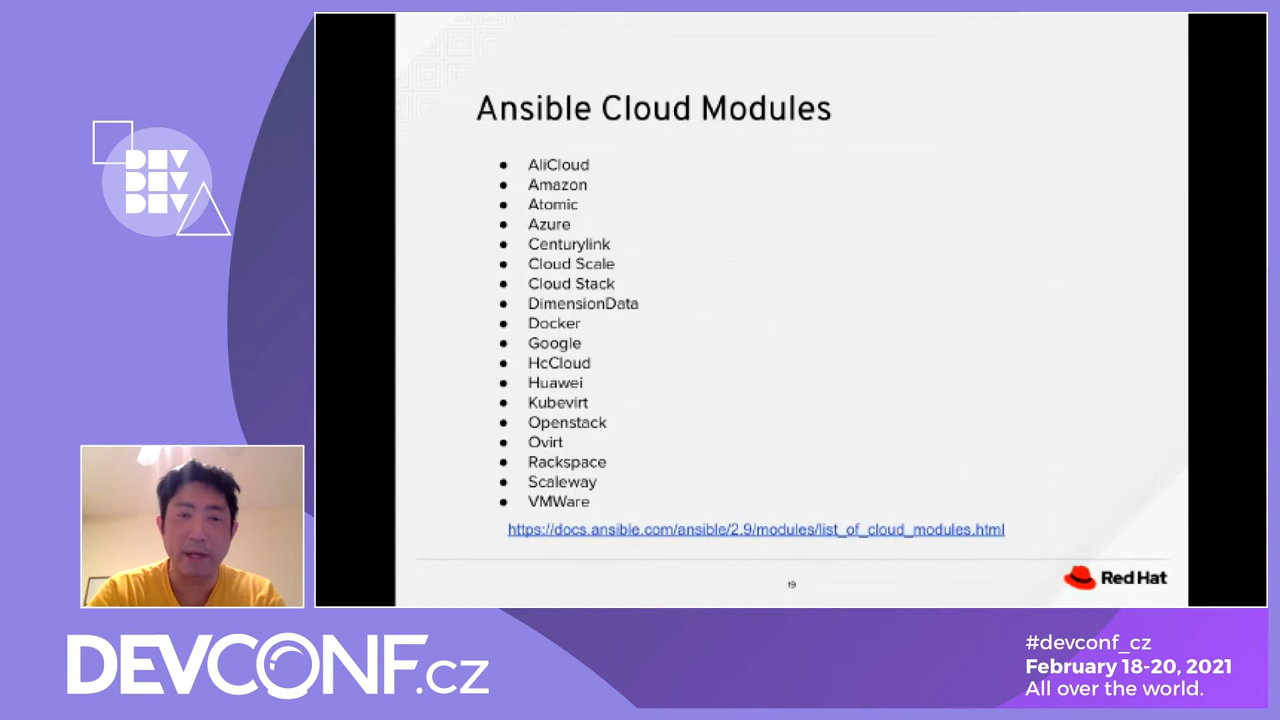 DEV
DEV
DEV
Ansible Cloud Modules
AliCloud
Amazon
Atomic
Azure
Centurylink
Cloud Scale
Cloud Stack
DimensionData
Docker
Google
HcCloud
Huawei
Kubevirt
Openstack
Ovirt
Rackspace
Scaleway
VMWare
https://docs.ansible.com/ansible/2.9/modules/list_of_cloud_modules.html
19
Red Hat
DEVCONF.CZ
#devconf_cz
February 18-20, 2021
All over the world.